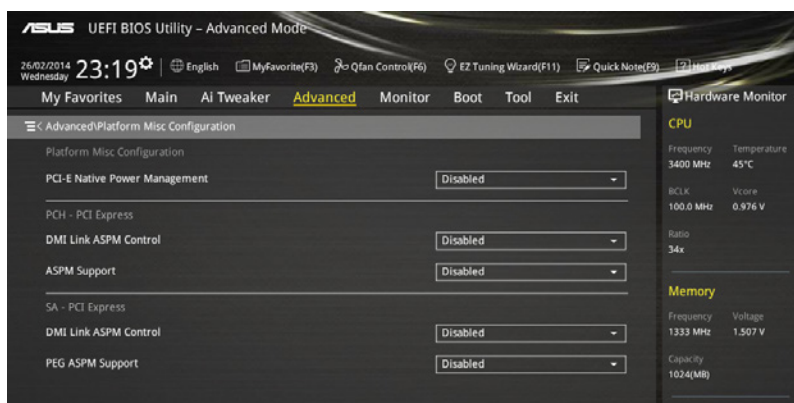 ASUS UEFI BIOS Utility – Advanced Mode
26/02/2014
Wednesday
23:19
English
MyFavorite(F3)
Qfan Control(F6)
EZ Tuning Wizard(F11)
Quick Note(F9)
Hot Keys
My Favorites
Main
Ai Tweaker
Advanced
Monitor
Boot
Tool
Exit
Hardware Monitor
Advanced\Platform Misc Configuration
Platform Misc Configuration
PCI-E Native Power Management Disabled
PCH - PCI Express
DMI Link ASPM Control Disabled
ASPM Support Disabled
SA - PCI Express
DMI Link ASPM Control Disabled
PEG ASPM Support Disabled
CPU
Frequency Temperature
3400 MHz 45°C
BCLK Vcore
100.0 MHz 0.976 V
Ratio
34x
Memory
Frequency Voltage
1333 MHz 1.507 V
Capacity
1024(MB)